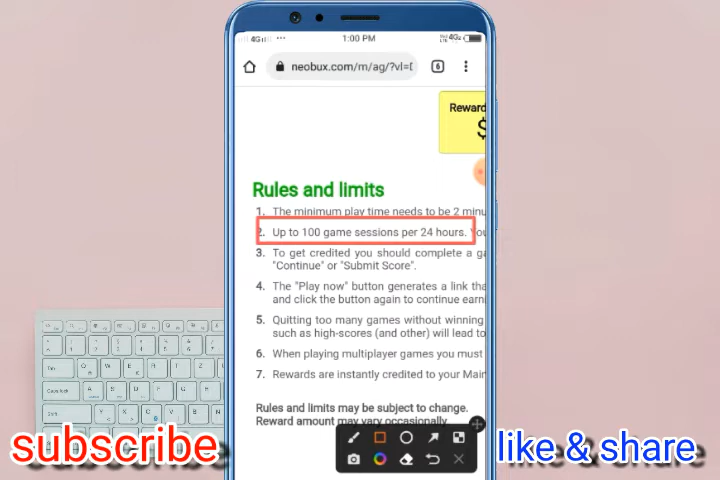 4G
1:00 PM
4G
neobux.com/m/ag/?vl=
6
Reward
$
Rules and limits
1. The minimum play time needs to be 2 minu
2. Up to 100 game sessions per 24 hours. You
3. To get credited you should complete a ga
"Continue" or "Submit Score".
4. The "Play now" button generates a link tha
and click the button again to continue earni
5. Quitting too many games without winning
such as high-scores (and other) will lead to
6. When playing multiplayer games you must
7. Rewards are instantly credited to your Main
Rules and limits may be subject to change.
Reward amount may vary occasionally
subscribe
like & share